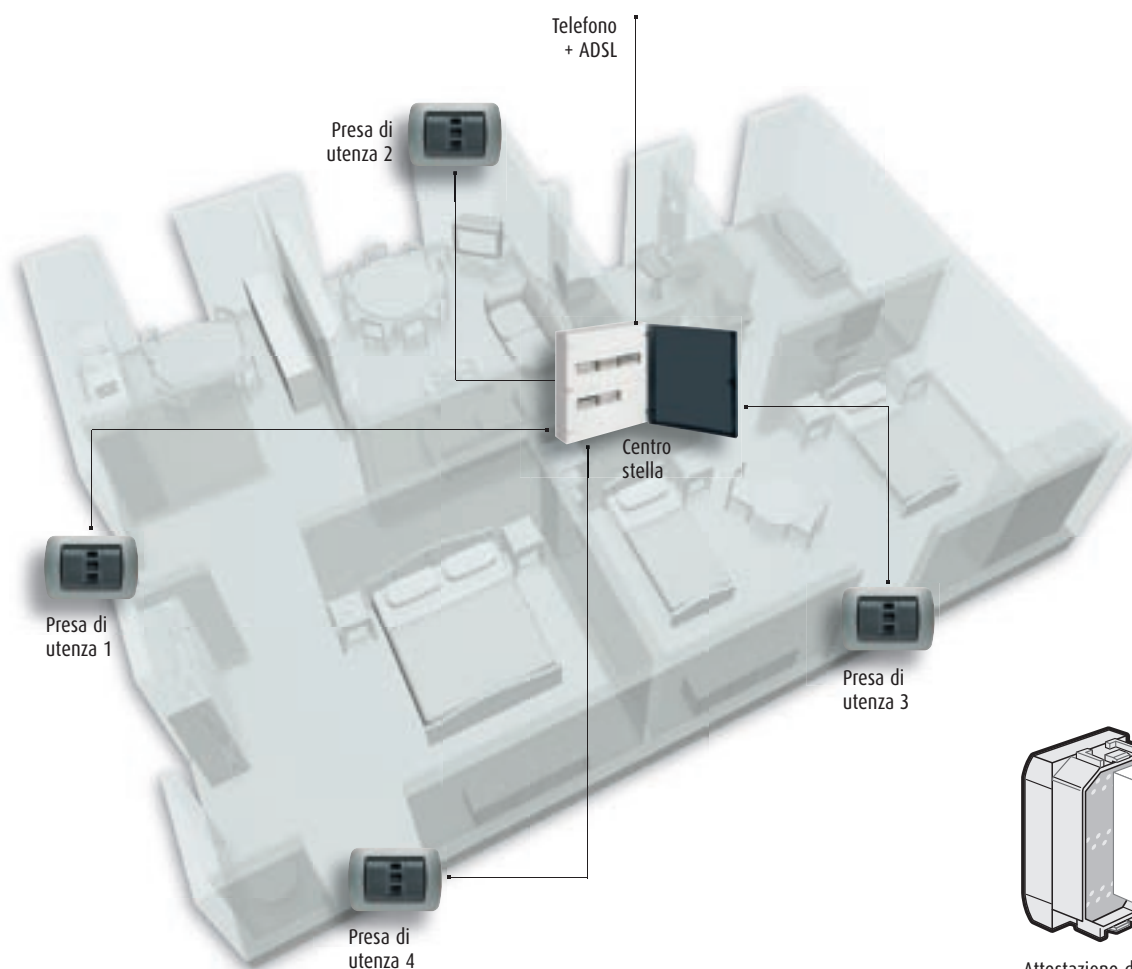 Telefono
+ ADSL
Presa di
utenza 2
Centro
stella
Presa di
utenza 1
Presa di
utenza 3
Presa di
utenza 4
Attestazione d